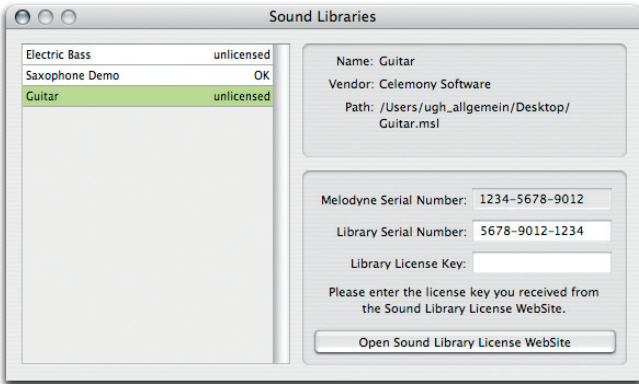 Sound Libraries
Electric Bass unlicensed
Saxophone Demo OK
Guitar unlicensed
Name: Guitar
Vendor: Celemony Software
Path: /Users/ugh_allgemein/Desktop/
Guitar.msl
Melodyne Serial Number: 1234-5678-9012
Library Serial Number: 5678-9012-1234
Library License Key:
Please enter the license key you received from
the Sound Library License WebSite.
Open Sound Library License WebSite